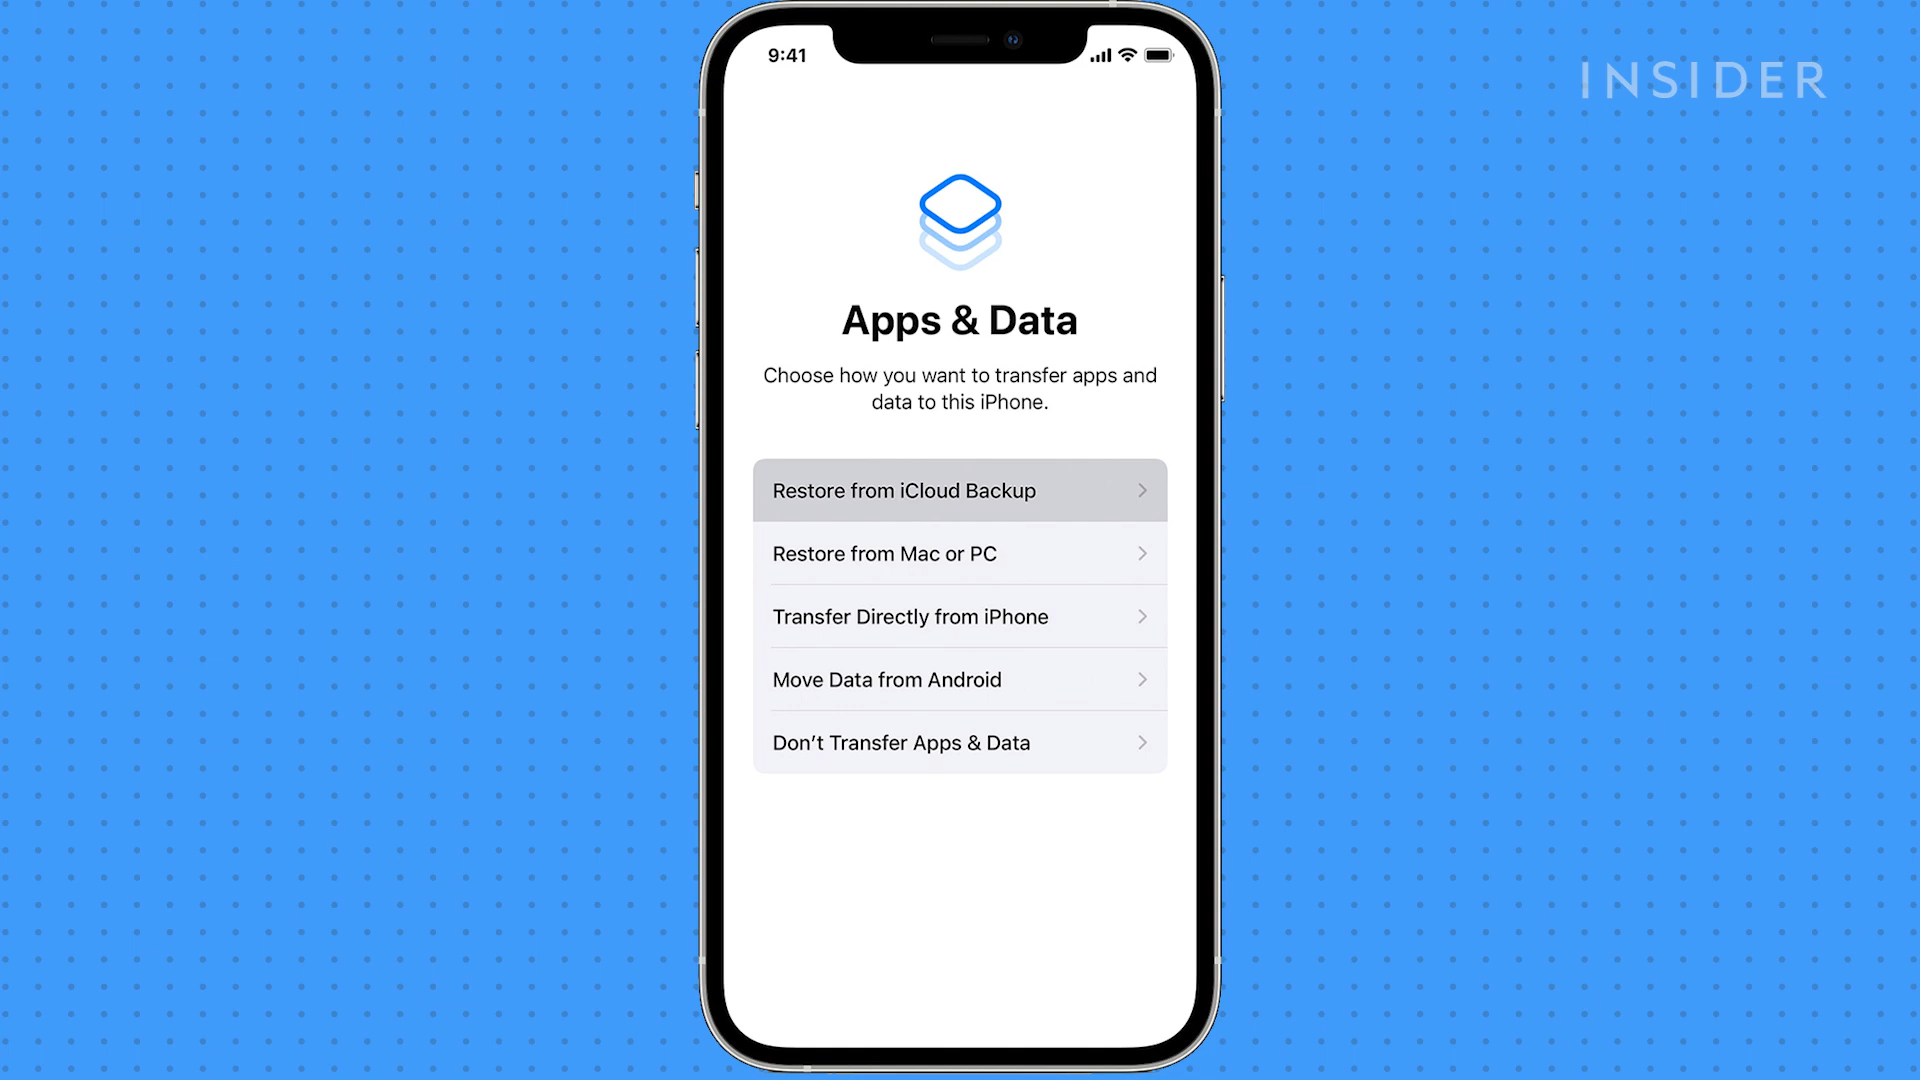 9:41
INSIDER
Apps & Data
Choose how you want to transfer apps and
data to this iPhone.
Restore from iCloud Backup
Restore from Mac or PC
Transfer Directly from iPhone
Move Data from Android
Don’t Transfer Apps & Data